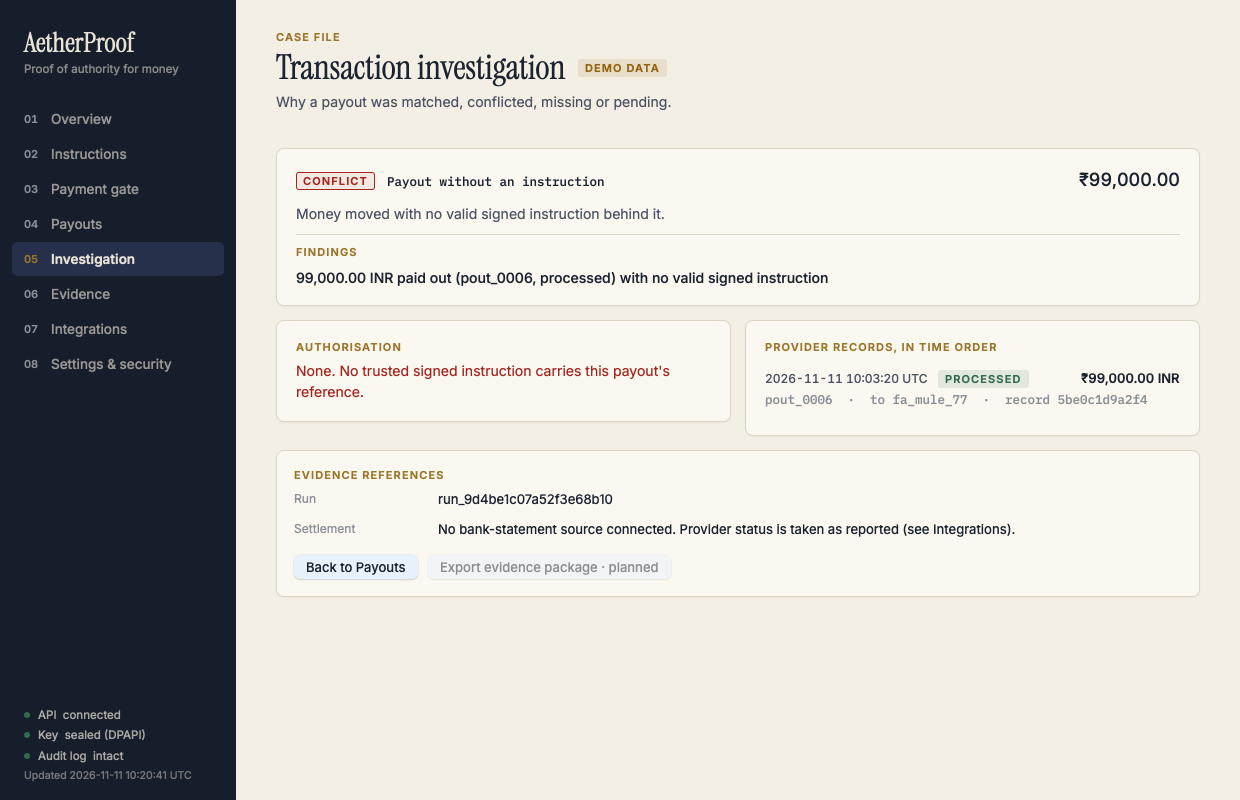 AetherProof
Proof of authority for money
01 Overview
02 Instructions
03 Payment gate
04 Payouts
05 Investigation
06 Evidence
07 Integrations
08 Settings & security
API connected
Key sealed (DPAPI)
Audit log intact
Updated 2026-11-11 10:20:41 UTC
CASE FILE
Transaction investigation DEMO DATA
Why a payout was matched, conflicted, missing or pending.
CONFLICT Payout without an instruction ₹99,000.00
Money moved with no valid signed instruction behind it.
FINDINGS
99,000.00 INR paid out (pout_0006, processed) with no valid signed instruction
AUTHORISATION
None. No trusted signed instruction carries this payout's
reference.
PROVIDER RECORDS, IN TIME ORDER
2026-11-11 10:03:20 UTC PROCESSED ₹99,000.00 INR
pout_0006 · to fa_mule_77 · record 5be0c1d9a2f4
EVIDENCE REFERENCES
Run run_9d4be1c07a52f3e68b10
Settlement No bank-statement source connected. Provider status is taken as reported (see Integrations).
Back to Payouts Export evidence package · planned